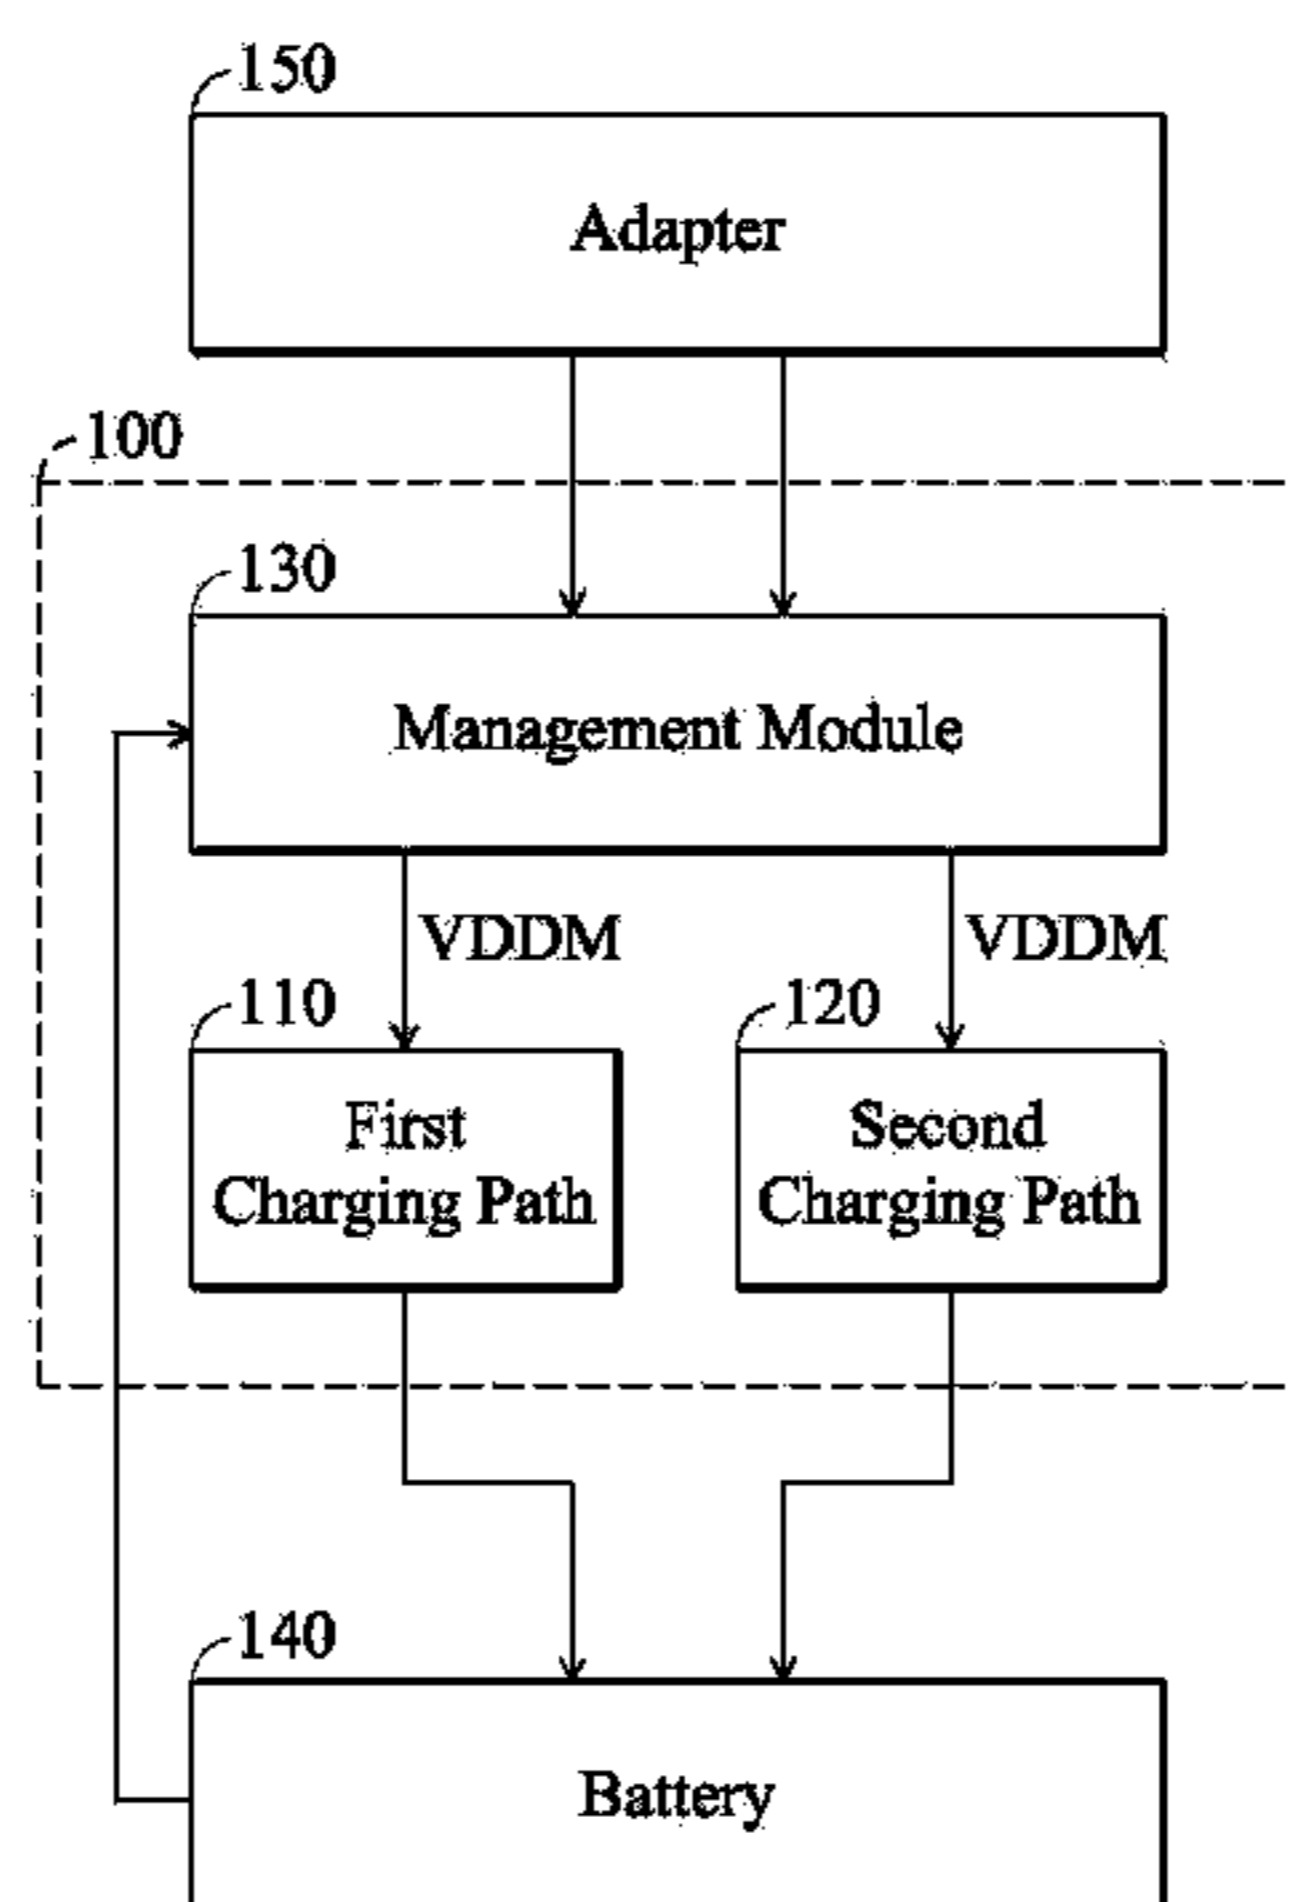 150
Adapter
100
130
Management Module
VDDM
VDDM
110
120
First
Charging Path
Second
Charging Path
140
Battery